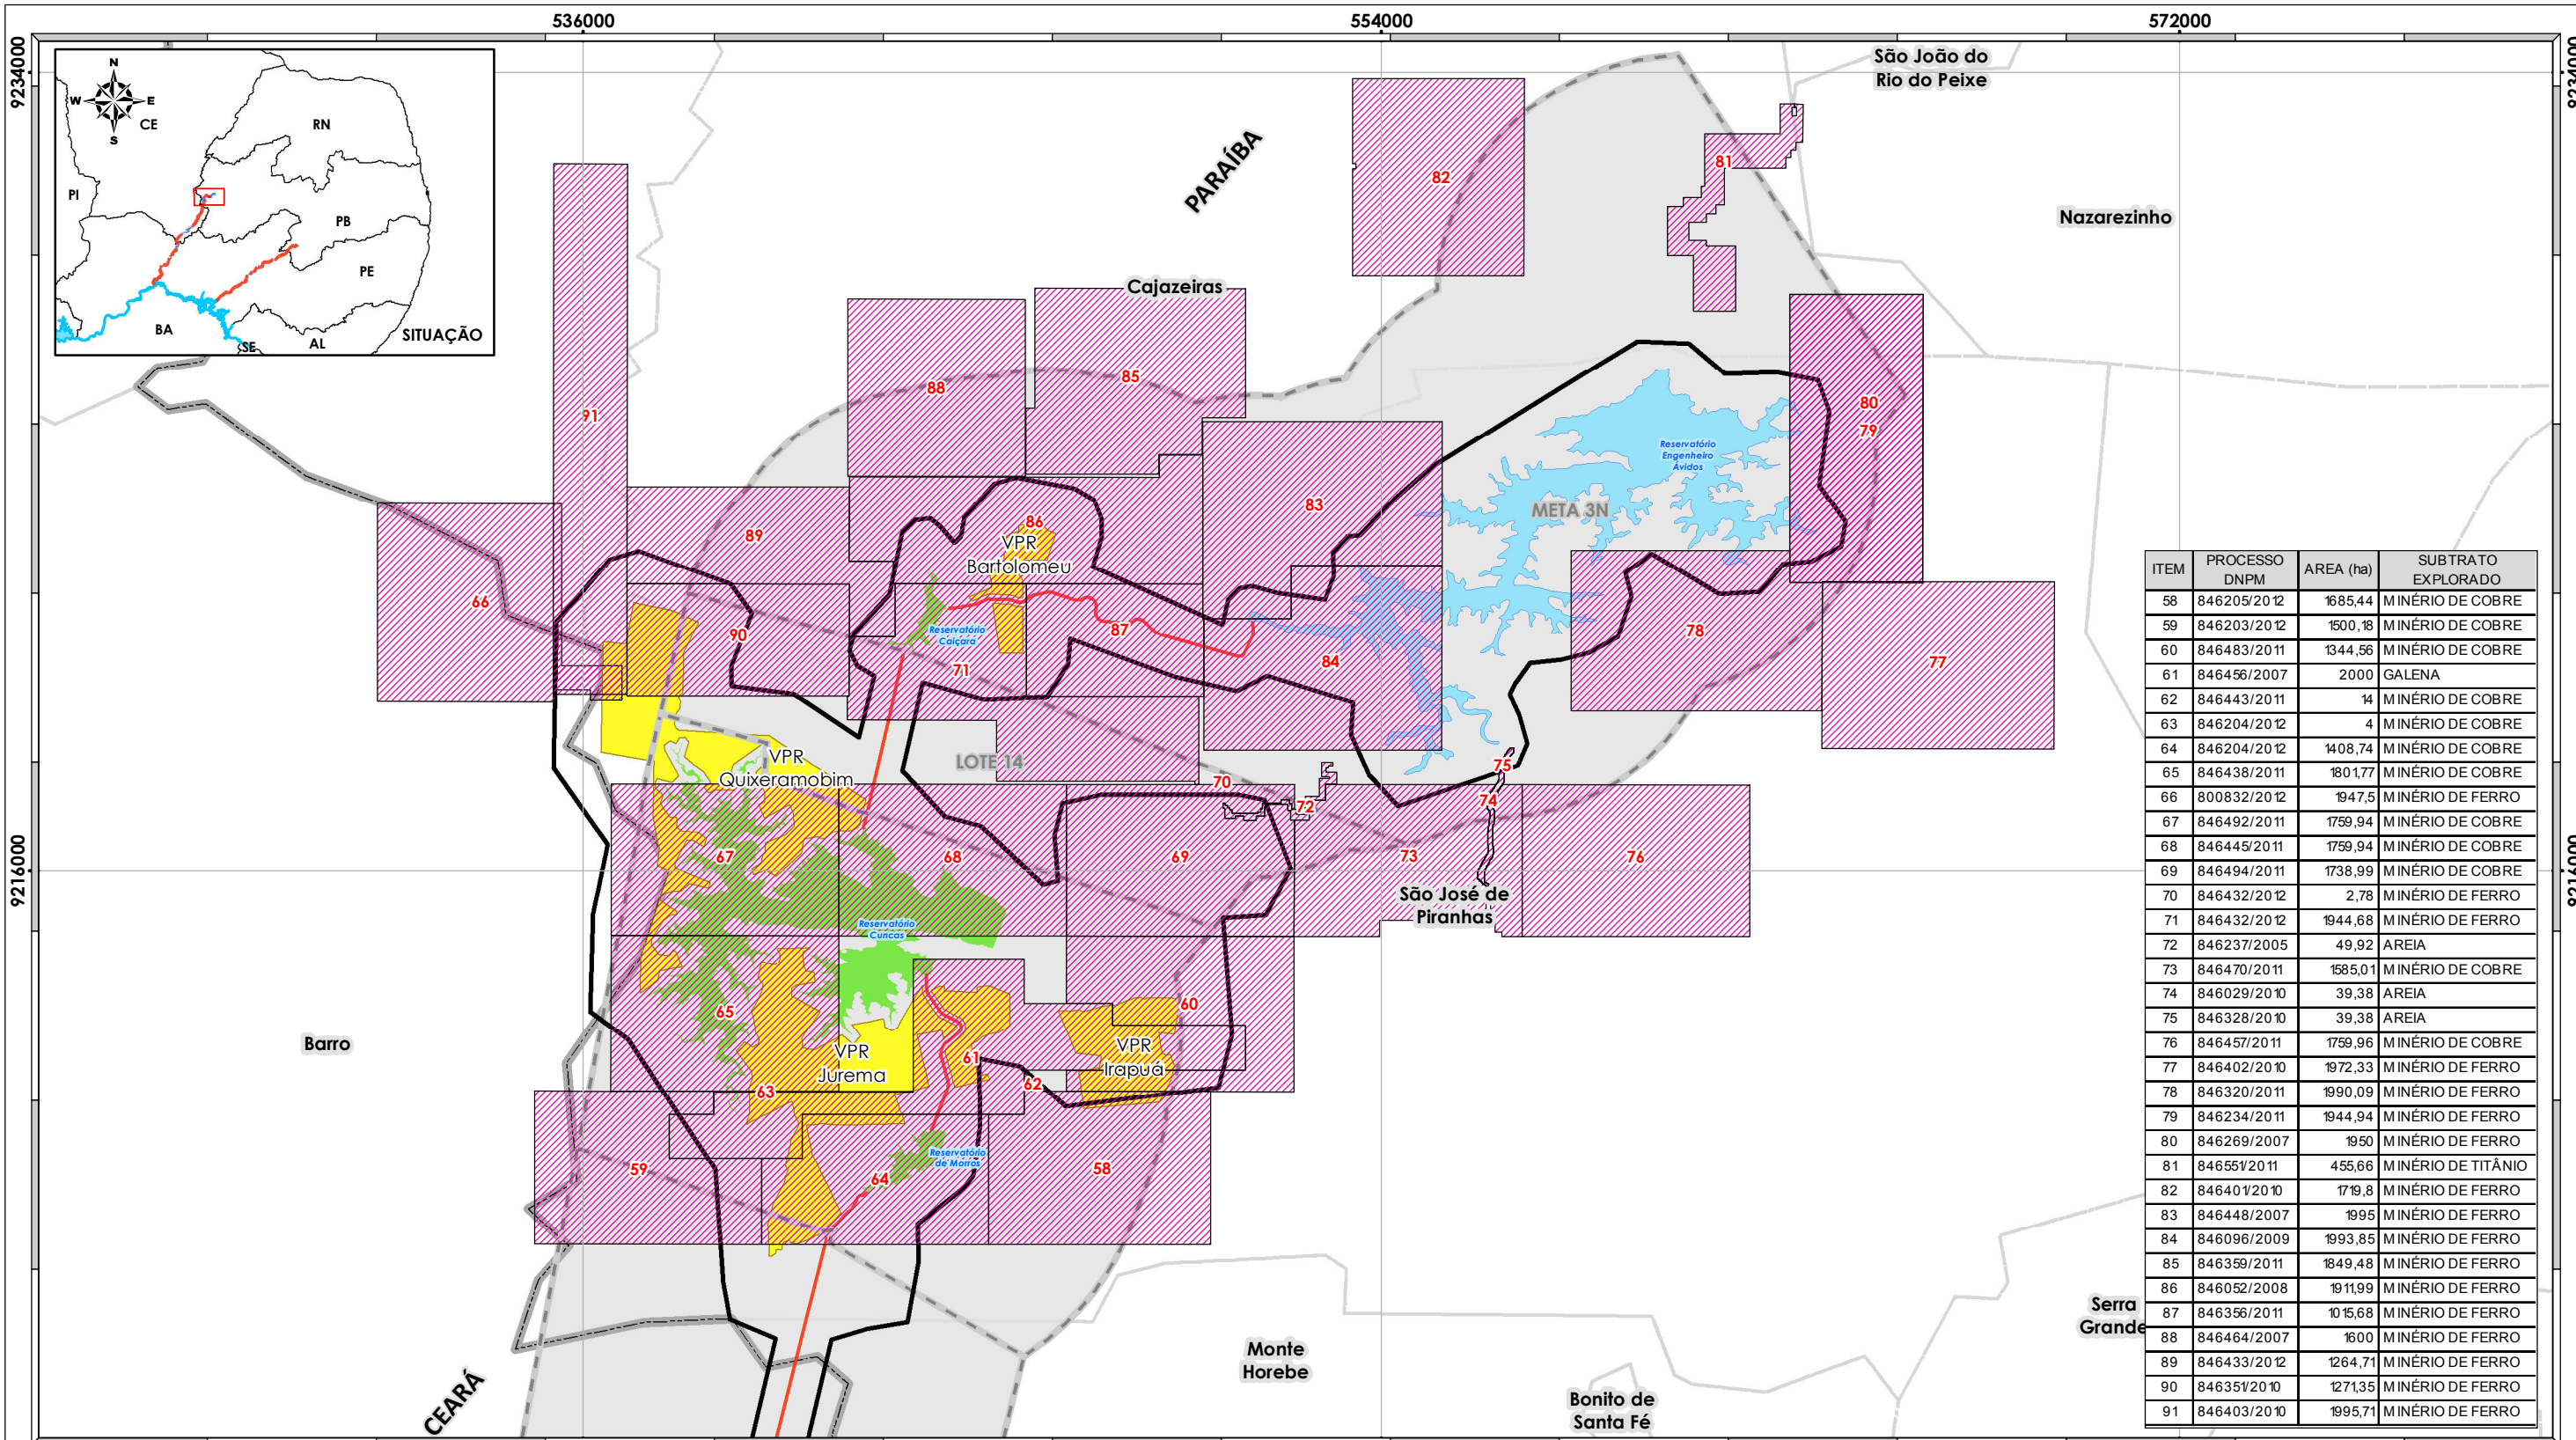 536000
554000
572000
9234000
9234000
9216000
9216000
N
W
E
S
CE
RN
PI
PB
PE
BA
SE
AL
SITUAÇÃO
São João do
Rio do Peixe
PARAÍBA
82
81
Nazarezinho
Cajazeiras
88
85
91
80
79
Reservatório
Engenheiro
Ávidos
META 3N
83
86
89
VPR
Bartolomeu
66
90
Reservatório
Caiçara
87
71
84
78
77
VPR
Quixeramobim
LOTE 14
70
75
74
72
67
68
69
73
76
São José de
Piranhas
Reservatório
Cuncas
65
60
Barro
VPR
Jurema
61
VPR
Irapuá
62
63
59
64
Reservatório
de Morros
58
Monte
Horebe
Serra
Grande
Bonito de
Santa Fé
CEARÁ
ITEM PROCESSO DNPM AREA (ha) SUBTRATO EXPLORADO
58 846205/2012 1685,44 MINÉRIO DE COBRE
59 846203/2012 1500,18 MINÉRIO DE COBRE
60 846483/2011 1344,56 MINÉRIO DE COBRE
61 846456/2007 2000 GALENA
62 846443/2011 14 MINÉRIO DE COBRE
63 846204/2012 4 MINÉRIO DE COBRE
64 846204/2012 1408,74 MINÉRIO DE COBRE
65 846438/2011 1801,77 MINÉRIO DE COBRE
66 800832/2012 1947,5 MINÉRIO DE FERRO
67 846492/2011 1759,94 MINÉRIO DE COBRE
68 846445/2011 1759,94 MINÉRIO DE COBRE
69 846494/2011 1738,99 MINÉRIO DE COBRE
70 846432/2012 2,78 MINÉRIO DE FERRO
71 846432/2012 1944,68 MINÉRIO DE FERRO
72 846237/2005 49,92 AREIA
73 846470/2011 1585,01 MINÉRIO DE COBRE
74 846029/2010 39,38 AREIA
75 846328/2010 39,38 AREIA
76 846457/2011 1759,96 MINÉRIO DE COBRE
77 846402/2010 1972,33 MINÉRIO DE FERRO
78 846320/2011 1990,09 MINÉRIO DE FERRO
79 846234/2011 1944,94 MINÉRIO DE FERRO
80 846269/2007 1950 MINÉRIO DE FERRO
81 846551/2011 455,66 MINÉRIO DE TITÂNIO
82 846401/2010 1719,8 MINÉRIO DE FERRO
83 846448/2007 1995 MINÉRIO DE FERRO
84 846096/2009 1993,85 MINÉRIO DE FERRO
85 846359/2011 1849,48 MINÉRIO DE FERRO
86 846052/2008 1911,99 MINÉRIO DE FERRO
87 846356/2011 1015,68 MINÉRIO DE FERRO
88 846464/2007 1600 MINÉRIO DE FERRO
89 846433/2012 1264,71 MINÉRIO DE FERRO
90 846351/2010 1271,35 MINÉRIO DE FERRO
91 846403/2010 1995,71 MINÉRIO DE FERRO